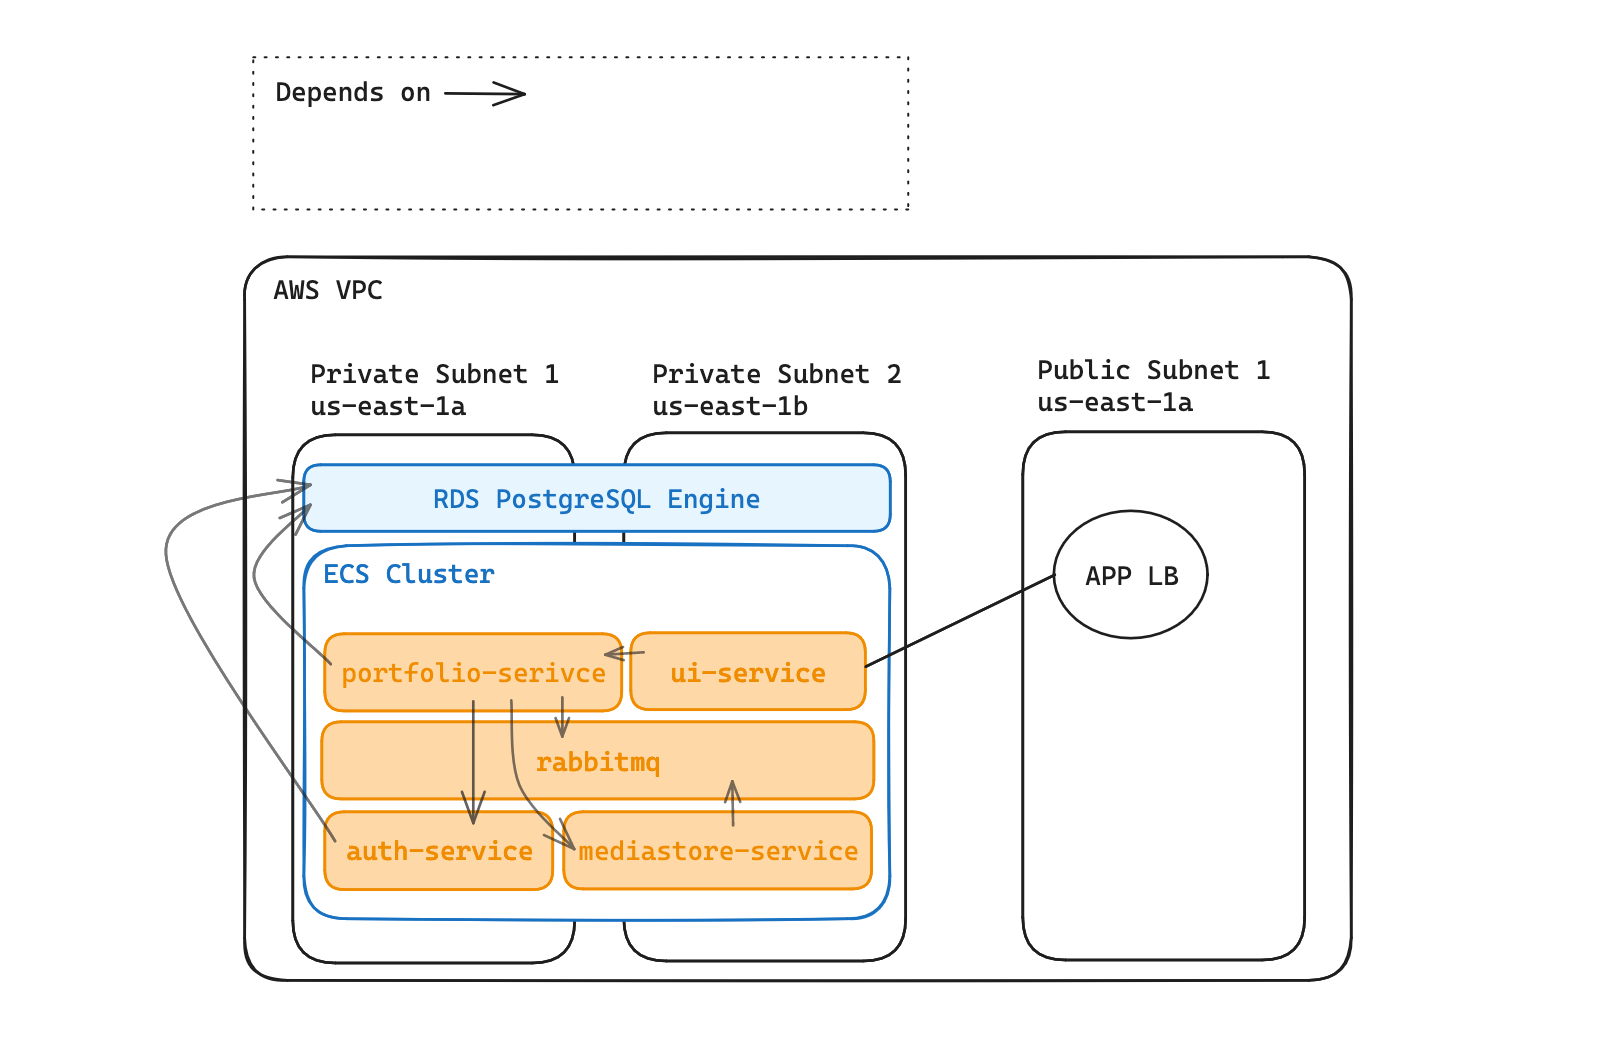 Depends on
AWS VPC
Private Subnet 1
us-east-1a
Private Subnet 2
us-east-1b
Public Subnet 1
us-east-1a
RDS PostgreSQL Engine
ECS Cluster
APP LB
portfolio-serivce
ui-service
rabbitmq
auth-service
mediastore-service